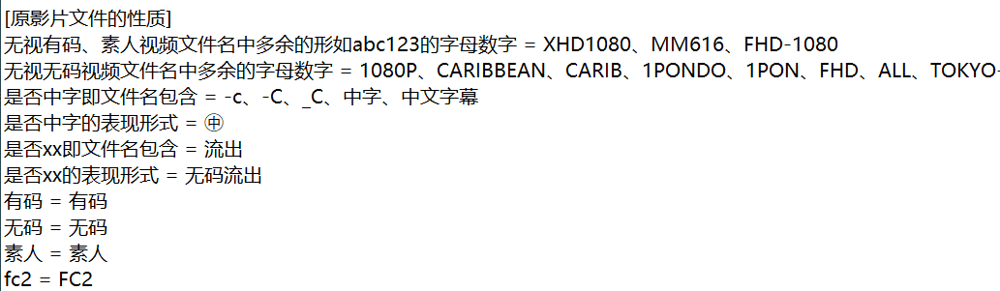 [原影片文件的性质]
无视有码、素人视频文件名中多余的形如abc123的字母数字 = XHD1080、MM616、FHD-1080
无视无码视频文件名中多余的字母数字 = 1080P、CARIBBEAN、CARIB、1PONDO、1PON、FHD、ALL、TOKYO-
是否中字即文件名包含 = -c、-C、_C、中字、中文字幕
是否中字的表现形式 = ㊥
是否xx即文件名包含 = 流出
是否xx的表现形式 = 无码流出
有码 = 有码
无码 = 无码
素人 = 素人
fc2 = FC2